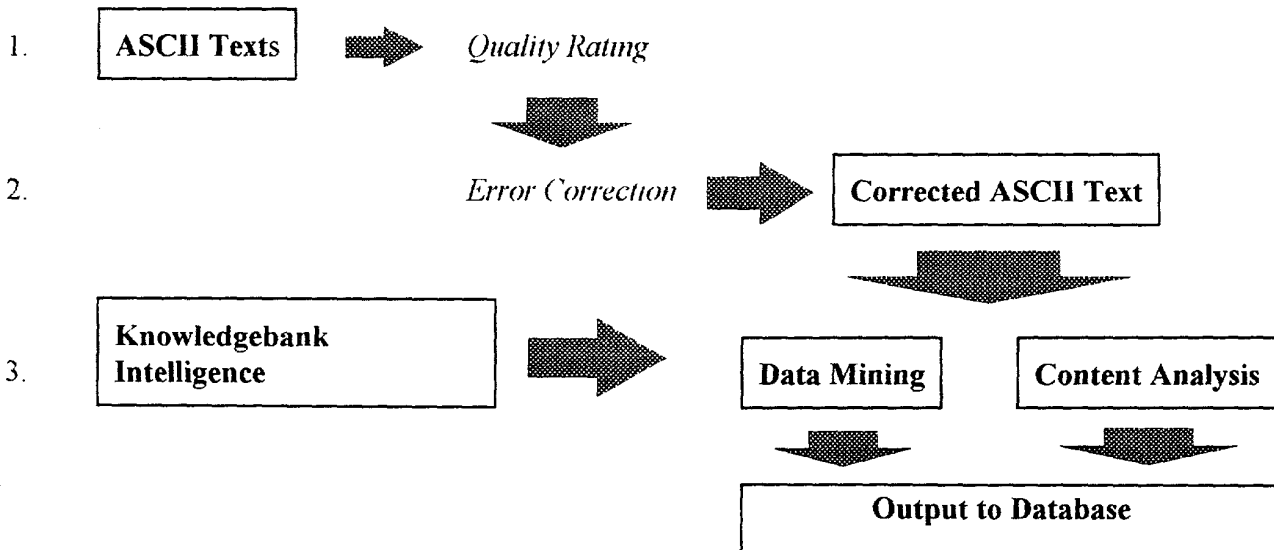 1. ASCII Texts Quality Rating
2. Error Correction Corrected ASCII Text
Knowledgebank
3. Intelligence Data Mining Content Analysis
Output to Database